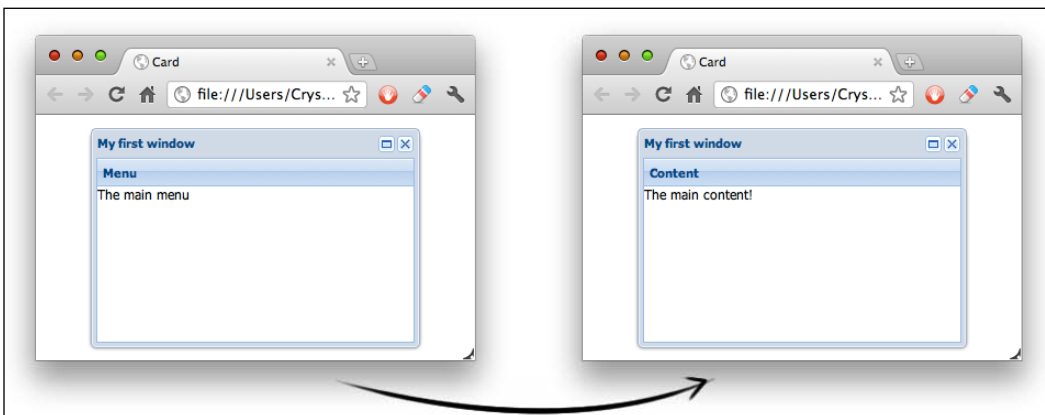 Card
file:///Users/Crys...
My first window
Menu
The main menu
Card
file:///Users/Crys...
My first window
Content
The main content!